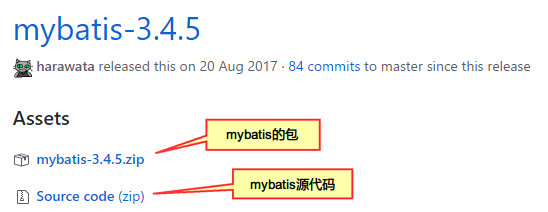 mybatis-3.4.5
harawata released this on 20 Aug 2017 · 84 commits to master since this release
Assets
mybatis的包
mybatis-3.4.5.zip
mybatis源代码
Source code (zip)